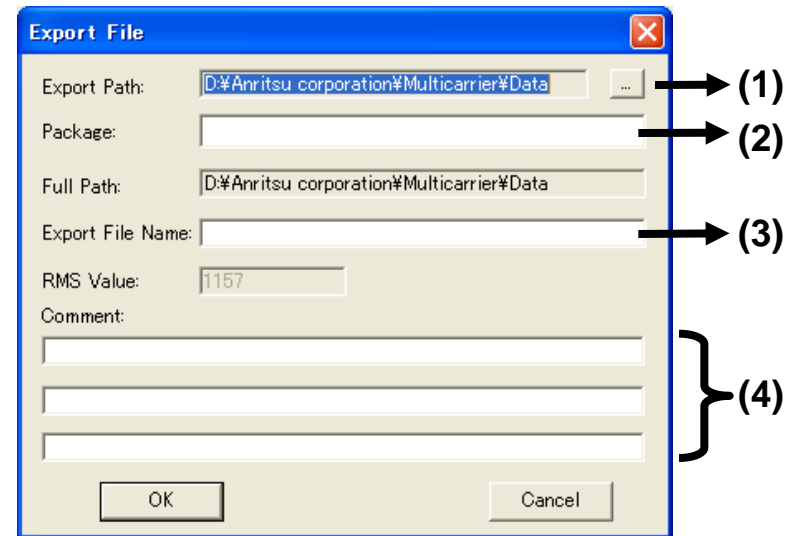 Export File
Export Path: D:¥Anritsu corporation¥Multicarrier¥Data ... (1)
Package: (2)
Full Path: D:¥Anritsu corporation¥Multicarrier¥Data
Export File Name: (3)
RMS Value: 1157
Comment:
(4)
OK Cancel